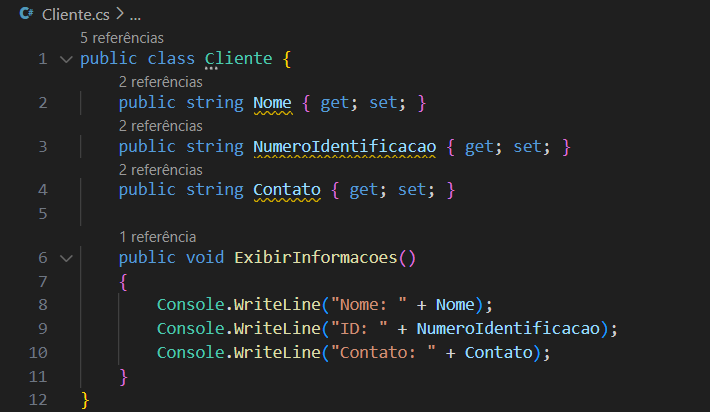 C# Cliente.cs > ...
5 referências
1 public class Cliente {
2 referências
2 public string Nome { get; set; }
2 referências
3 public string NumeroIdentificacao { get; set; }
2 referências
4 public string Contato { get; set; }
5
1 referência
6 public void ExibirInformacoes()
7 {
8 Console.WriteLine("Nome: " + Nome);
9 Console.WriteLine("ID: " + NumeroIdentificacao);
10 Console.WriteLine("Contato: " + Contato);
11 }
12 }